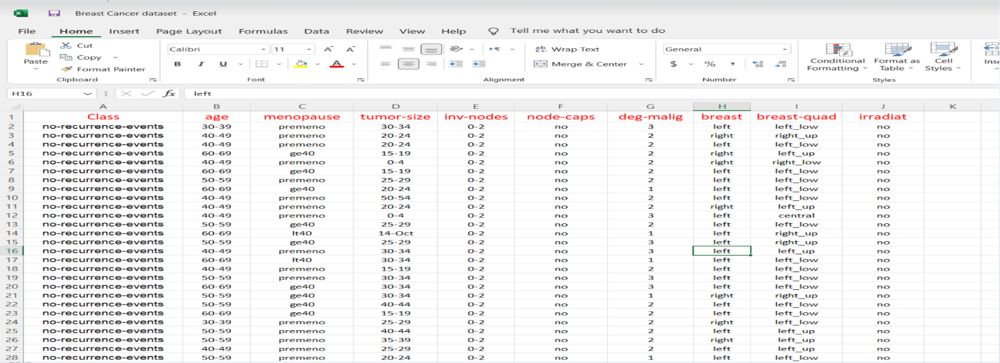 Breast Cancer dataset - Excel
File Home Insert Page Layout Formulas Data Review View Help Tell me what you want to do
Cut Calibri 11 A A Wrap Text General
Paste Copy B I U A Merge & Center $ % , Conditional Formatting Format as Table Cell Styles
Format Painter
Clipboard Font Alignment Number Styles
H16 fx left
A B C D E F G H I J K
1 Class age menopause tumor-size inv-nodes node-caps deg-malig breast breast-quad irradiat
2 no-recurrence-events 30-39 premeno 30-34 0-2 no 3 left left_low no
3 no-recurrence-events 40-49 premeno 20-24 0-2 no 2 right right_up no
4 no-recurrence-events 40-49 premeno 20-24 0-2 no 2 left left_low no
5 no-recurrence-events 60-69 ge40 15-19 0-2 no 2 right left_up no
6 no-recurrence-events 40-49 premeno 0-4 0-2 no 2 right right_low no
7 no-recurrence-events 60-69 ge40 15-19 0-2 no 2 left left_low no
8 no-recurrence-events 50-59 premeno 25-29 0-2 no 2 left left_low no
9 no-recurrence-events 60-69 ge40 20-24 0-2 no 1 left left_low no
10 no-recurrence-events 40-49 premeno 50-54 0-2 no 2 left left_low no
11 no-recurrence-events 40-49 premeno 20-24 0-2 no 2 right left_up no
12 no-recurrence-events 40-49 premeno 0-4 0-2 no 3 left central no
13 no-recurrence-events 50-59 ge40 25-29 0-2 no 2 left left_low no
14 no-recurrence-events 60-69 lt40 14-Oct 0-2 no 1 left right_up no
15 no-recurrence-events 50-59 ge40 25-29 0-2 no 3 left right_up no
16 no-recurrence-events 40-49 premeno 30-34 0-2 no 3 left left_up no
17 no-recurrence-events 60-69 lt40 30-34 0-2 no 1 left left_low no
18 no-recurrence-events 40-49 premeno 15-19 0-2 no 2 left left_low no
19 no-recurrence-events 50-59 premeno 30-34 0-2 no 3 left left_low no
20 no-recurrence-events 60-69 ge40 30-34 0-2 no 3 left left_low no
21 no-recurrence-events 50-59 ge40 30-34 0-2 no 1 right right_up no
22 no-recurrence-events 50-59 ge40 40-44 0-2 no 2 left left_low no
23 no-recurrence-events 60-69 ge40 15-19 0-2 no 2 left left_low no
24 no-recurrence-events 30-39 premeno 25-29 0-2 no 2 right left_low no
25 no-recurrence-events 50-59 premeno 40-44 0-2 no 2 left left_up no
26 no-recurrence-events 50-59 premeno 35-39 0-2 no 2 right left_up no
27 no-recurrence-events 40-49 premeno 25-29 0-2 no 2 left left_up no
28 no-recurrence-events 50-59 premeno 20-24 0-2 no 1 left left_low no